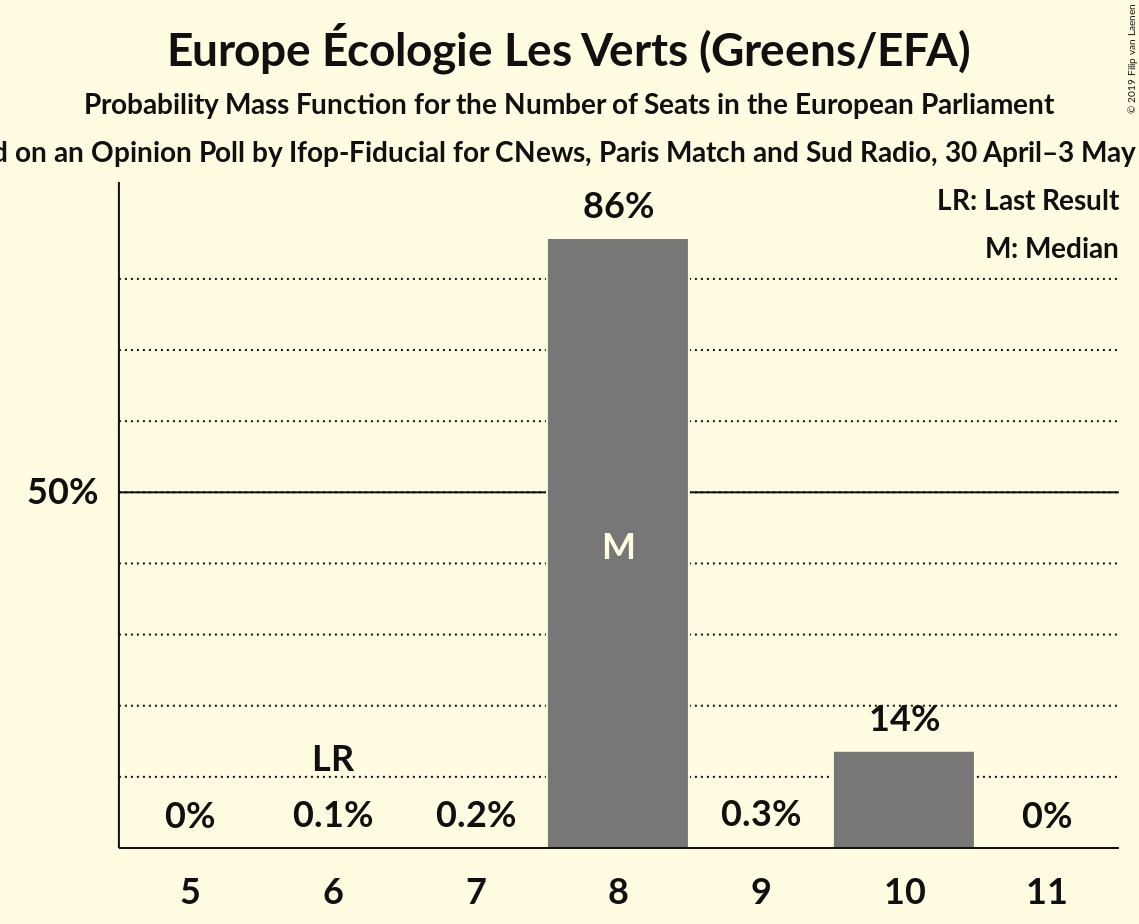 Europe Écologie Les Verts (Greens/EFA)
Probability Mass Function for the Number of Seats in the European Parliament
on an Opinion Poll by Ifop-Fiducial for CNews, Paris Match and Sud Radio, 30 April–3 May
© 2019 Filip van Laenen
LR: Last Result
M: Median
86%
50%
M
14%
LR
0%
0.1%
0.2%
0.3%
0%
5
6
7
8
9
10
11